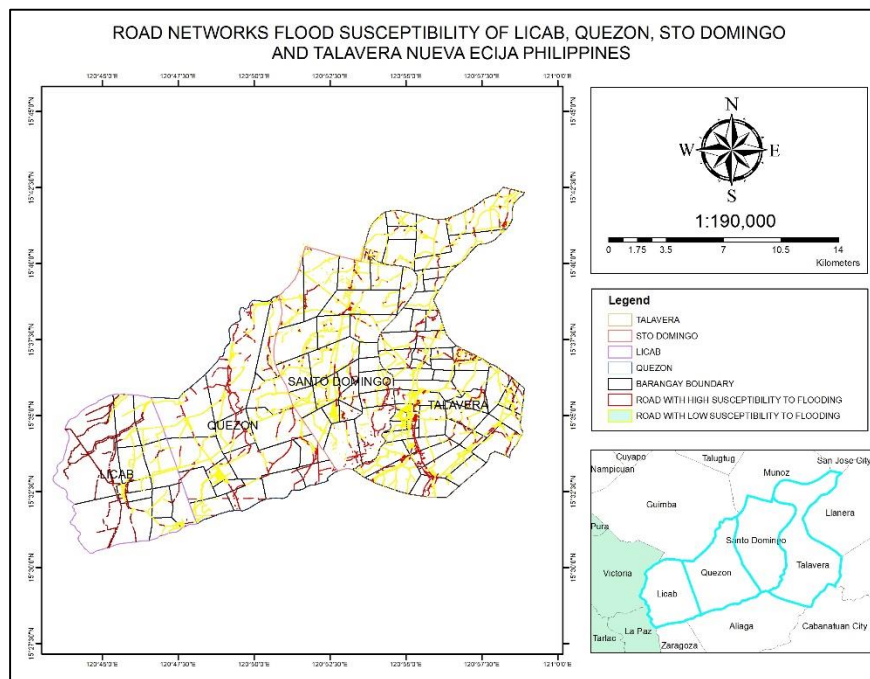 ROAD NETWORKS FLOOD SUSCEPTIBILITY OF LICAB, QUEZON, STO DOMINGO
AND TALAVERA NUEVA ECIJA PHILIPPINES
SANTO DOMINGO
TALAVERA
QUEZON
LICAB
N
W E
S
1:190,000
0 1.75 3.5 7 10.5 14
Kilometers
Legend
TALAVERA
STO DOMINGO
LICAB
QUEZON
BARANGAY BOUNDARY
ROAD WITH HIGH SUSCEPTIBILITY TO FLOODING
ROAD WITH LOW SUSCEPTIBILITY TO FLOODING
Cuyapo
Nampicuan
Talugtug
Munoz
San Jose City
Guimba
Llanera
Pura
Santo Domingo
Victoria
Quezon
Talavera
Licab
La Paz
Aliaga
Cabanatuan City
Tarlac
Zaragoza